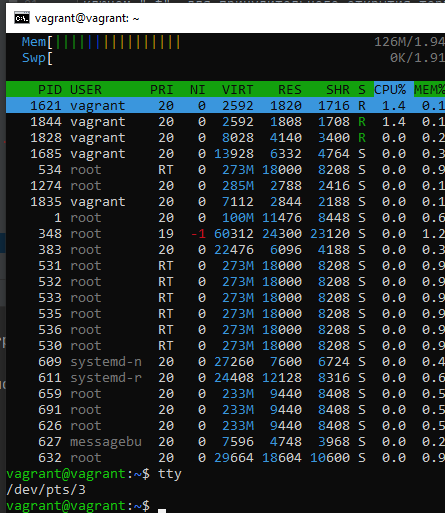 vagrant@vagrant: ~
Mem[|||||||||||||||||| 126M/1.94
Swp[ 0K/1.91
PID USER PRI NI VIRT RES SHR S CPU% MEM%
1621 vagrant 20 0 2592 1820 1716 R 1.4 0.1
1844 vagrant 20 0 2592 1808 1708 R 1.4 0.1
1828 vagrant 20 0 8028 4140 3400 R 0.0 0.2
1685 vagrant 20 0 13928 6332 4764 S 0.0 0.3
534 root RT 0 273M 18000 8208 S 0.0 0.9
1274 root 20 0 285M 2788 2416 S 0.0 0.1
1835 vagrant 20 0 7112 2844 2188 S 0.0 0.1
1 root 20 0 100M 11476 8448 S 0.0 0.6
348 root 19 -1 60312 24300 23120 S 0.0 1.2
383 root 20 0 22476 6096 4188 S 0.0 0.3
531 root RT 0 273M 18000 8208 S 0.0 0.9
532 root RT 0 273M 18000 8208 S 0.0 0.9
533 root RT 0 273M 18000 8208 S 0.0 0.9
535 root RT 0 273M 18000 8208 S 0.0 0.9
536 root RT 0 273M 18000 8208 S 0.0 0.9
530 root RT 0 273M 18000 8208 S 0.0 0.9
609 systemd-n 20 0 27260 7600 6724 S 0.0 0.4
611 systemd-r 20 0 24408 12128 8316 S 0.0 0.6
659 root 20 0 233M 9440 8408 S 0.0 0.5
691 root 20 0 233M 9440 8408 S 0.0 0.5
626 root 20 0 233M 9440 8408 S 0.0 0.5
627 messagebu 20 0 7596 4748 3968 S 0.0 0.2
632 root 20 0 29664 18604 10600 S 0.0 0.9
vagrant@vagrant:~$ tty
/dev/pts/3
vagrant@vagrant:~$